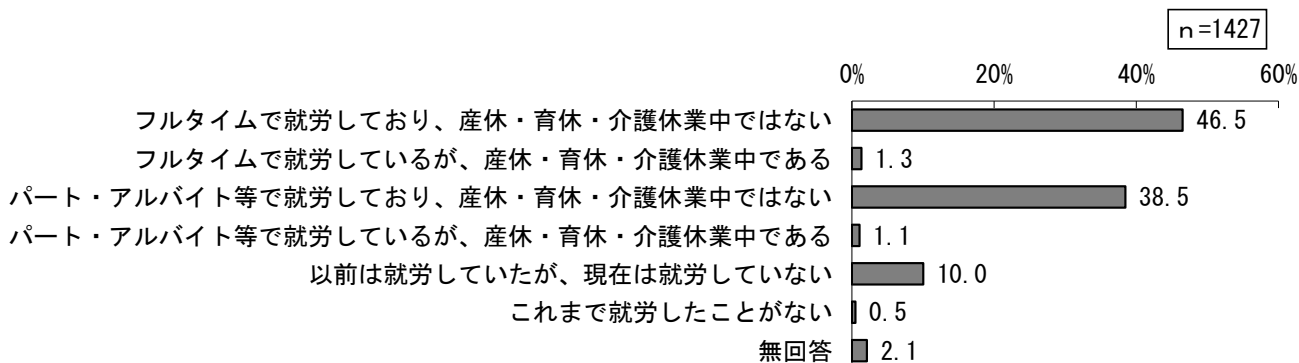 ｎ=1427
0% 20% 40% 60%
フルタイムで就労しており、産休・育休・介護休業中ではない 46.5
フルタイムで就労しているが、産休・育休・介護休業中である 1.3
パート・アルバイト等で就労しており、産休・育休・介護休業中ではない 38.5
パート・アルバイト等で就労しているが、産休・育休・介護休業中である 1.1
以前は就労していたが、現在は就労していない 10.0
これまで就労したことがない 0.5
無回答 2.1